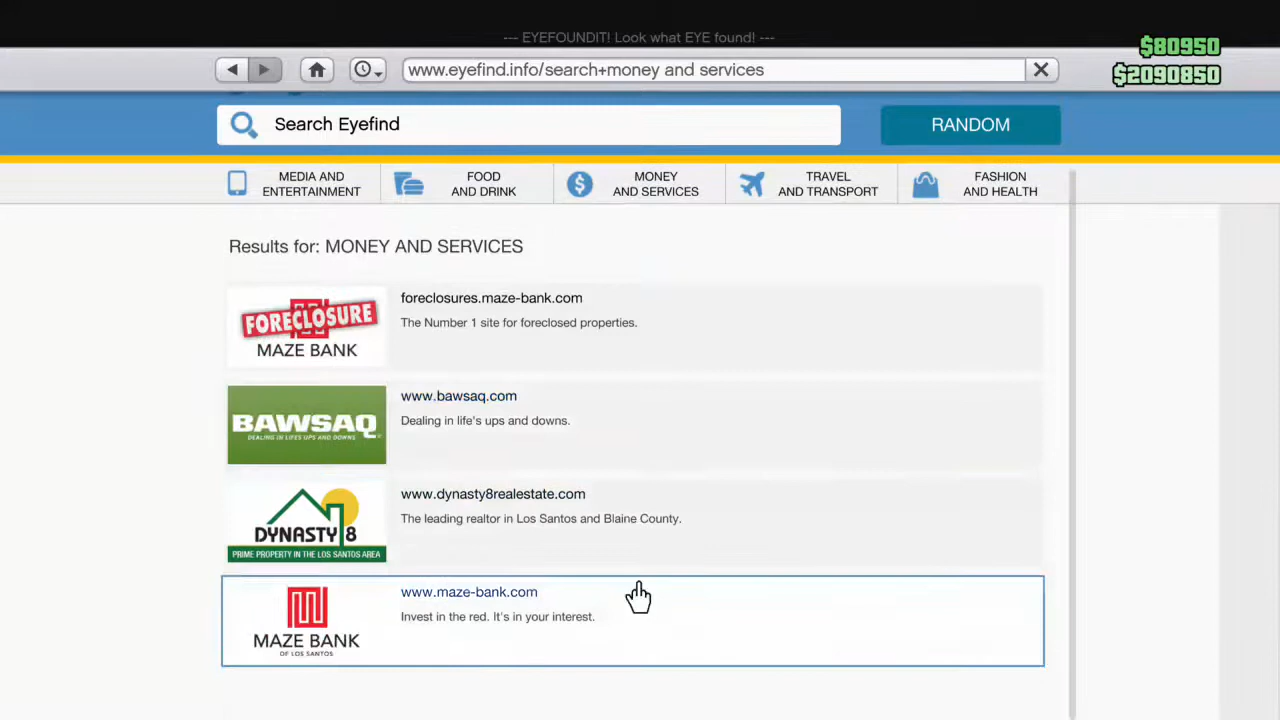 --- EYEFOUNDIT! Look what EYE found! ---
$80950
www.eyefind.info/search+money and services
$2090850
Search Eyefind
RANDOM
MEDIA AND
ENTERTAINMENT
FOOD
AND DRINK
MONEY
AND SERVICES
TRAVEL
AND TRANSPORT
FASHION
AND HEALTH
Results for: MONEY AND SERVICES
FORECLOSURE
MAZE BANK
foreclosures.maze-bank.com
The Number 1 site for foreclosed properties.
BAWSAQ
DEALING IN LIFES UPS AND DOWNS
www.bawsaq.com
Dealing in life's ups and downs.
DYNASTY 8
PRIME PROPERTY IN THE LOS SANTOS AREA
www.dynasty8realestate.com
The leading realtor in Los Santos and Blaine County.
MAZE BANK
OF LOS SANTOS
www.maze-bank.com
Invest in the red. It's in your interest.